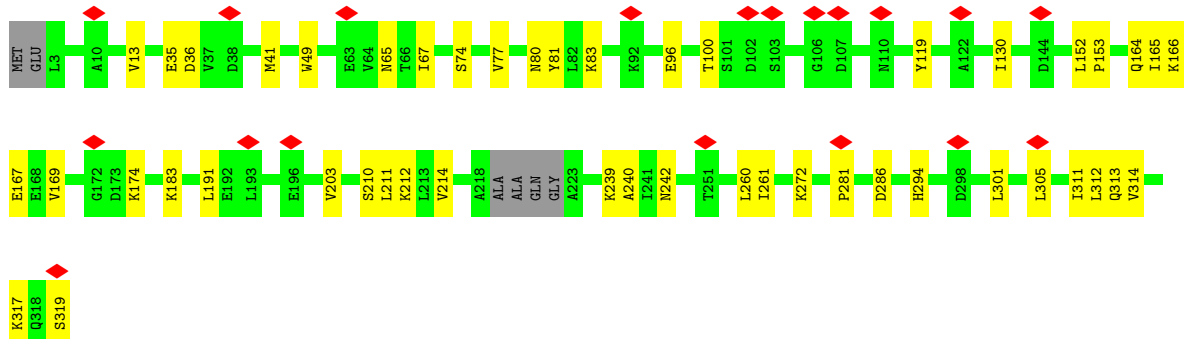 MET GLU L3 A10 V13 E35 D36 V37 D38 M41 W49 E63 V64 N65 T66 I67 S74 V77 N80 Y81 L82 K83 K92 E96 T100 S101 D102 S103 G106 D107 N110 Y119 A122 I130 D144 L152 P153 Q164 I165 K166
E167 E168 V169 G172 D173 K174 K183 L191 E192 L193 E196 V203 S210 L211 K212 L213 V214 A218 ALA ALA GLN GLY A223 K239 A240 I241 N242 T251 L260 I261 K272 P281 D286 H294 D298 L301 L305 I311 L312 Q313 V314
K317 Q318 S319